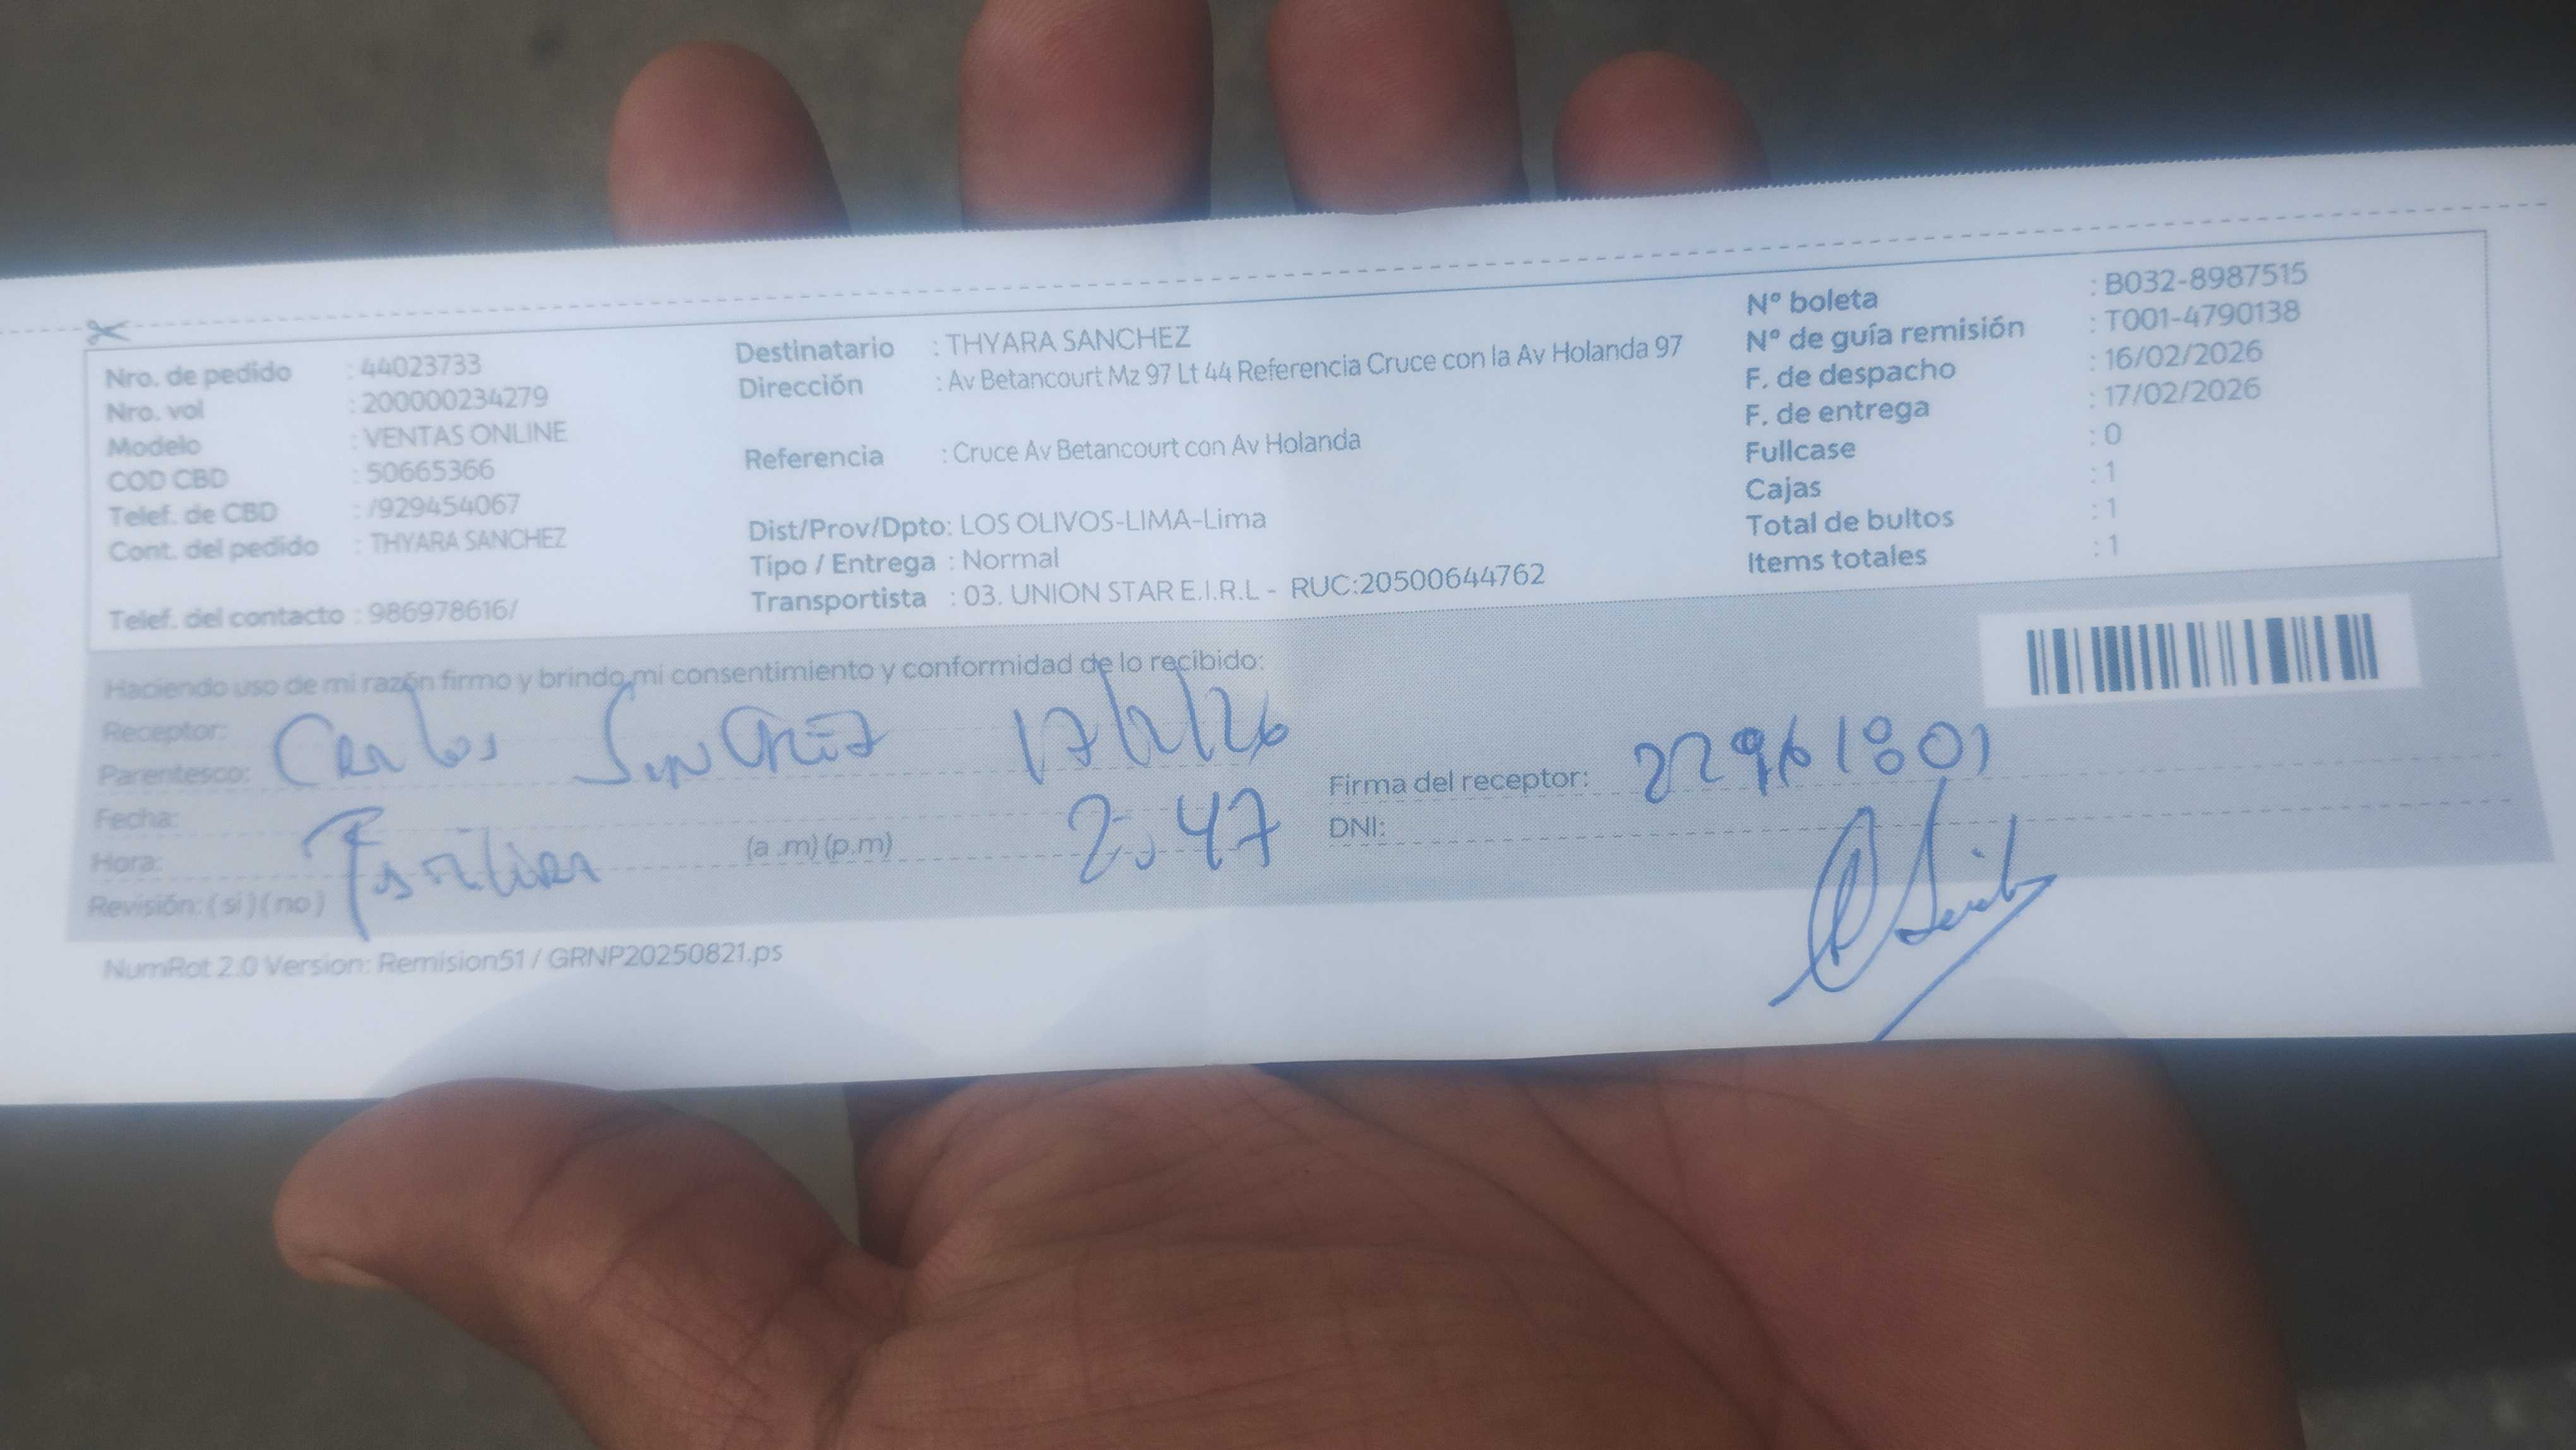 Nro. de pedido : 44023733
Nro. vol : 200000234279
Modelo : VENTAS ONLINE
COD CBD : 50665366
Telef. de CBD : /929454067
Cont. del pedido : THYARA SANCHEZ
Telef. del contacto : 986978616/
Destinatario : THYARA SANCHEZ
Dirección : Av Betancourt Mz 97 Lt 44 Referencia Cruce con la Av Holanda 97
Referencia : Cruce Av Betancourt con Av Holanda
Dist/Prov/Dpto: LOS OLIVOS-LIMA-Lima
Tipo / Entrega : Normal
Transportista : 03. UNION STAR E.I.R.L - RUC:20500644762
N° boleta : B032-8987515
N° de guía remisión : T001-4790138
F. de despacho : 16/02/2026
F. de entrega : 17/02/2026
Fullcase : 0
Cajas : 1
Total de bultos : 1
Items totales : 1
Haciendo uso de mi razón firmo y brindo mi consentimiento y conformidad de lo recibido:
Receptor:
Parentesco: Carlos 17/2/26
Fecha:
Hora: Familiar (a .m) (p.m) 2:47
Revisión: ( si ) ( no )
Firma del receptor:
DNI:
NumRot 2.0 Version: Remision51 / GRNP20250821.ps